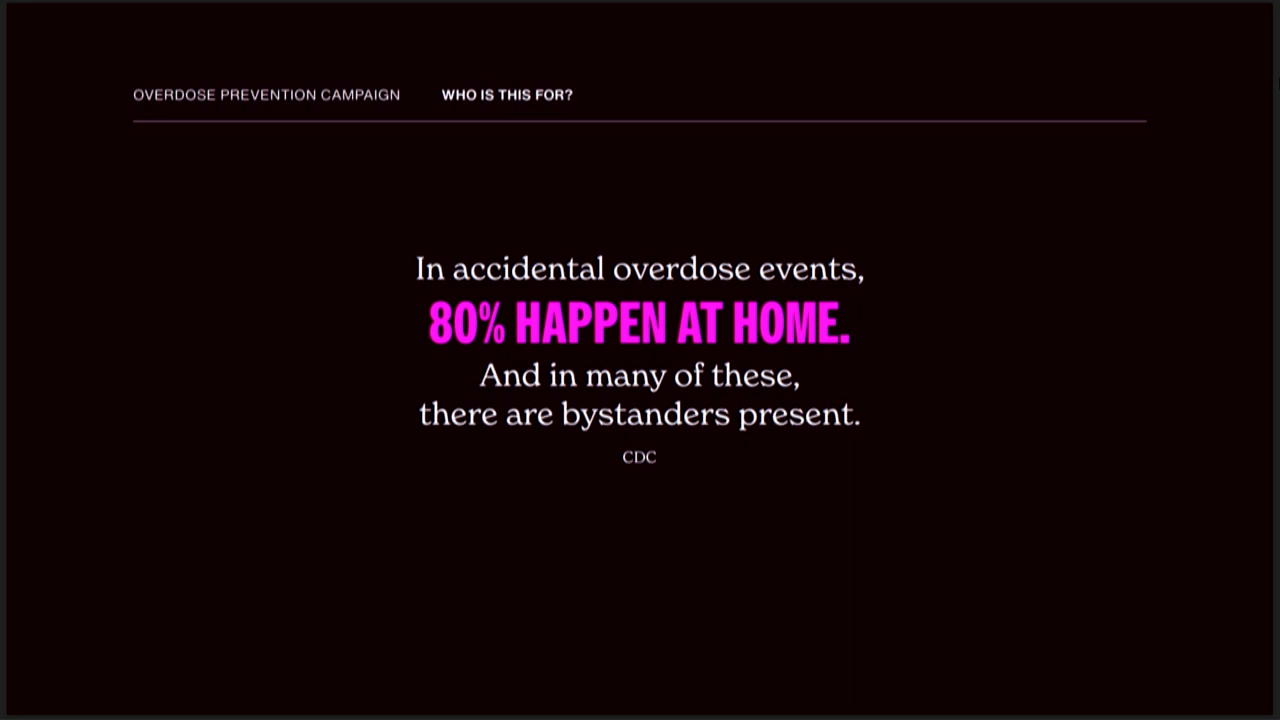 OVERDOSE PREVENTION CAMPAIGN WHO IS THIS FOR?
In accidental overdose events,
80% HAPPEN AT HOME.
And in many of these,
there are bystanders present.
CDC